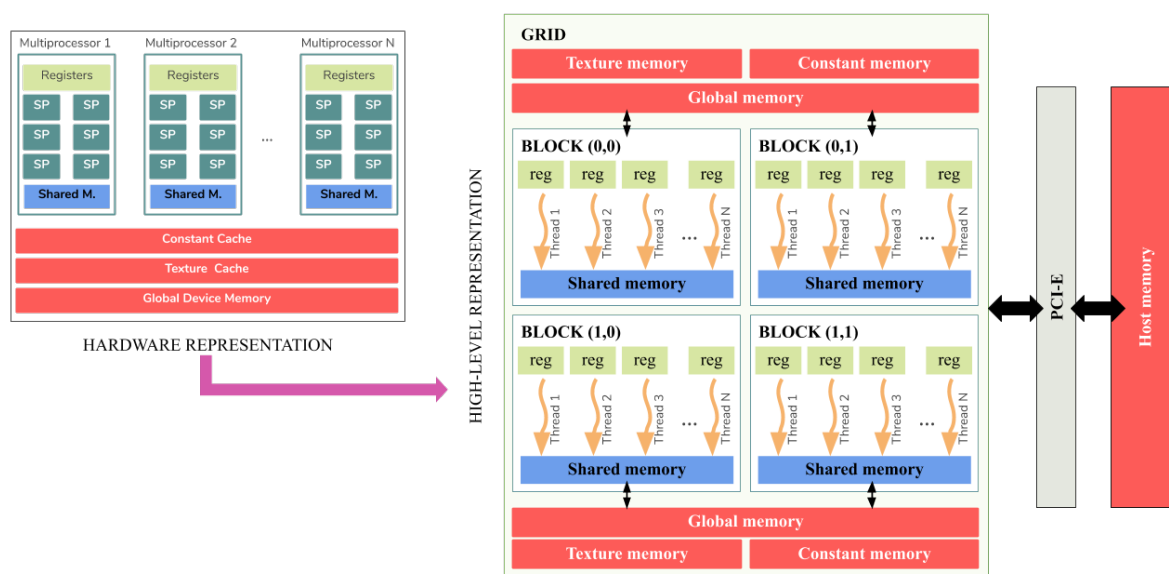 Multiprocessor 1
Multiprocessor 2
Multiprocessor N
Registers
Registers
Registers
SP SP
SP SP
SP SP
SP SP
SP SP
SP SP
...
SP SP
SP SP
SP SP
Shared M.
Shared M.
Shared M.
Constant Cache
Texture Cache
Global Device Memory
HARDWARE REPRESENTATION
HIGH-LEVEL REPRESENTATION
GRID
Texture memory
Constant memory
Global memory
BLOCK (0,0)
reg reg reg reg
Thread 1
Thread 2
Thread 3
...
Thread N
Shared memory
BLOCK (0,1)
reg reg reg reg
Thread 1
Thread 2
Thread 3
...
Thread N
Shared memory
BLOCK (1,0)
reg reg reg reg
Thread 1
Thread 2
Thread 3
...
Thread N
Shared memory
BLOCK (1,1)
reg reg reg reg
Thread 1
Thread 2
Thread 3
...
Thread N
Shared memory
Global memory
Texture memory
Constant memory
PCI-E
Host memory